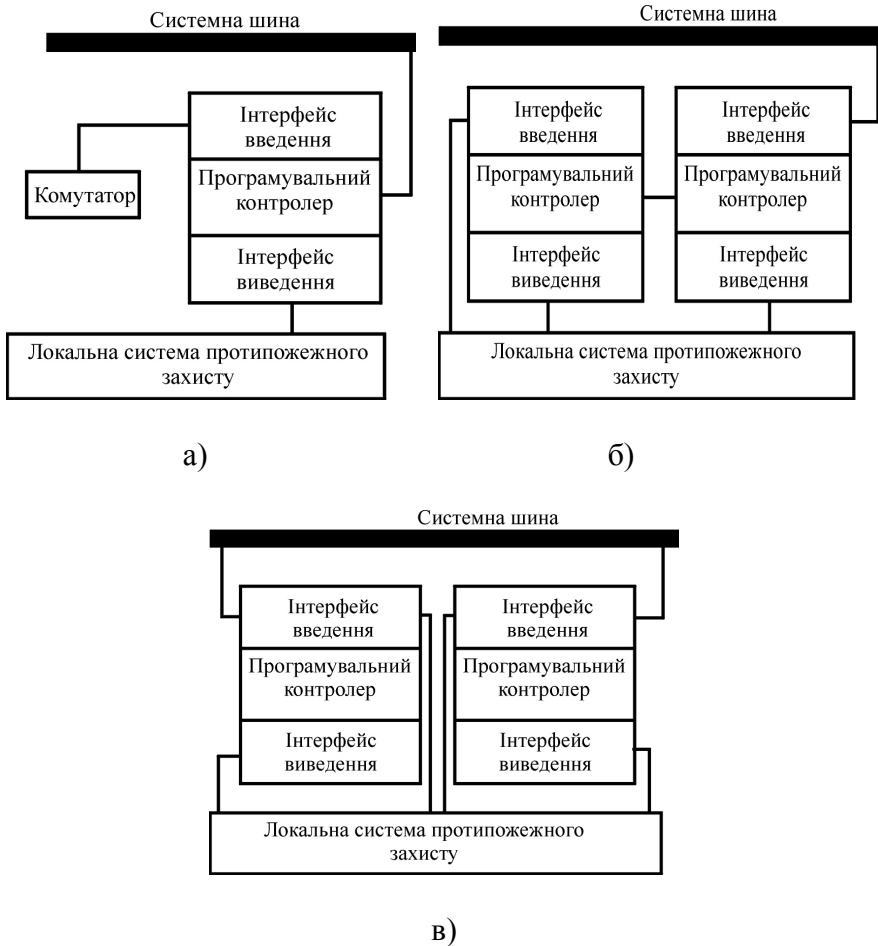 Системна шина
Інтерфейс
введення
Програмувальний
контролер
Інтерфейс
виведення
Комутатор
Локальна система протипожежного
захисту
а)
Системна шина
Інтерфейс
введення
Програмувальний
контролер
Інтерфейс
виведення
Інтерфейс
введення
Програмувальний
контролер
Інтерфейс
виведення
Локальна система протипожежного
захисту
б)
Системна шина
Інтерфейс
введення
Програмувальний
контролер
Інтерфейс
виведення
Інтерфейс
введення
Програмувальний
контролер
Інтерфейс
виведення
Локальна система протипожежного
захисту
в)